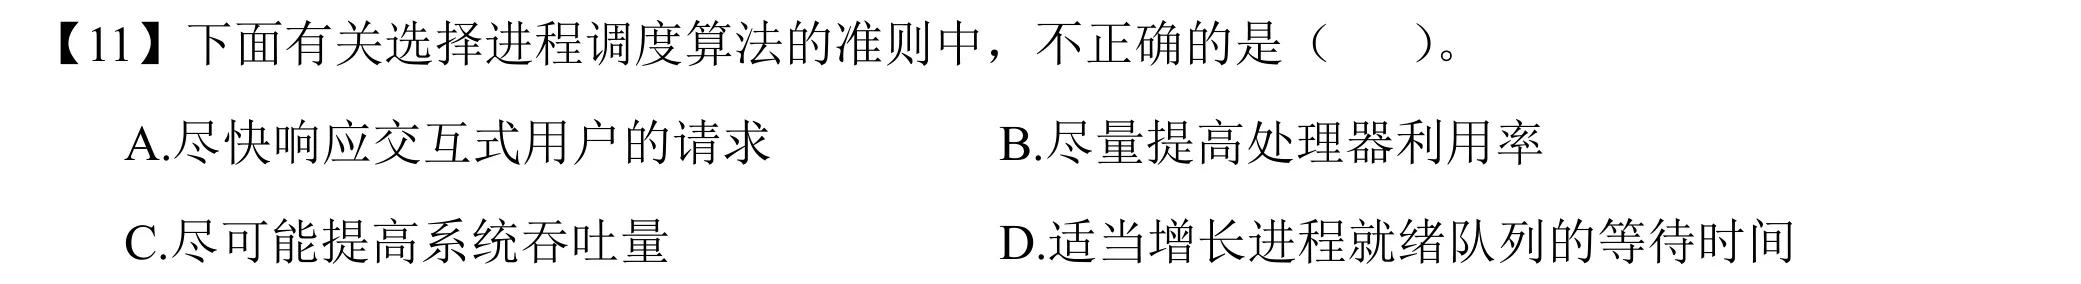 【11】下面有关选择进程调度算法的准则中，不正确的是（　　）。
A.尽快响应交互式用户的请求　　B.尽量提高处理器利用率
C.尽可能提高系统吞吐量　　D.适当增长进程就绪队列的等待时间